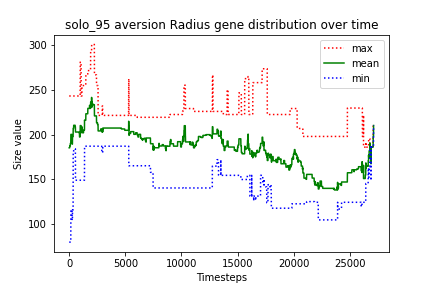 solo_95 aversion Radius gene distribution over time
max
mean
min
Size value
300
250
200
150
100
0 5000 10000 15000 20000 25000
Timesteps